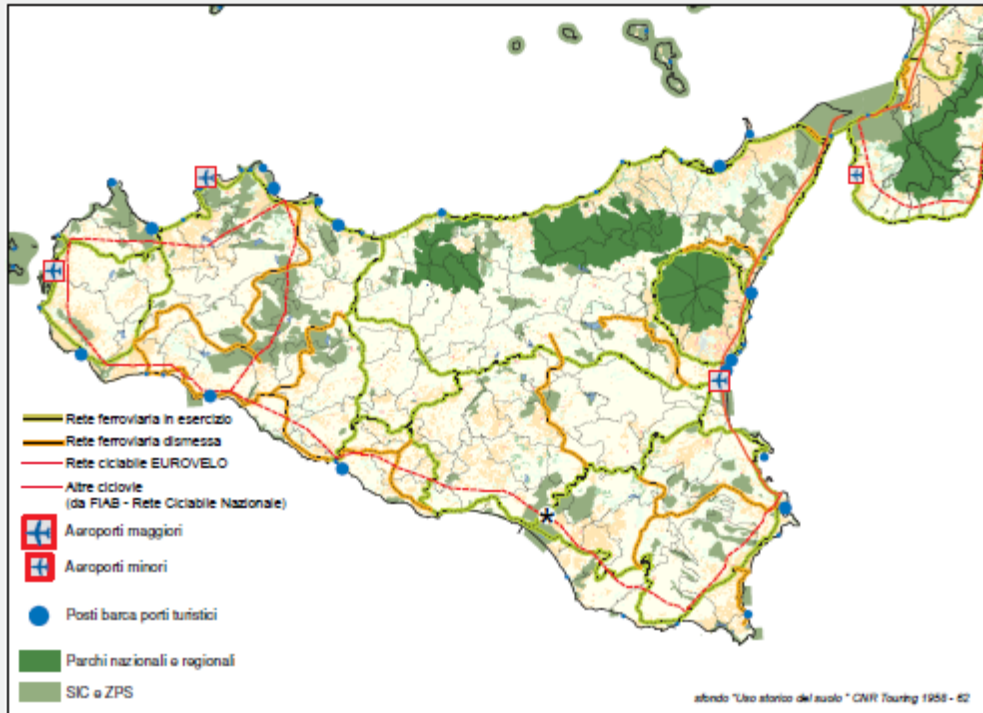 Rete ferroviaria in esercizio
Rete ferroviaria dismessa
Rete ciclabile EUROVELO
Altre ciclovie
(da FIAB - Rete Ciclabile Nazionale)
Aeroporti maggiori
Aeroporti minori
Posti barca porti turistici
Parchi nazionali e regionali
SIC e ZPS
sfondo "Uso storico del suolo " CNR Touring 1958 - 62